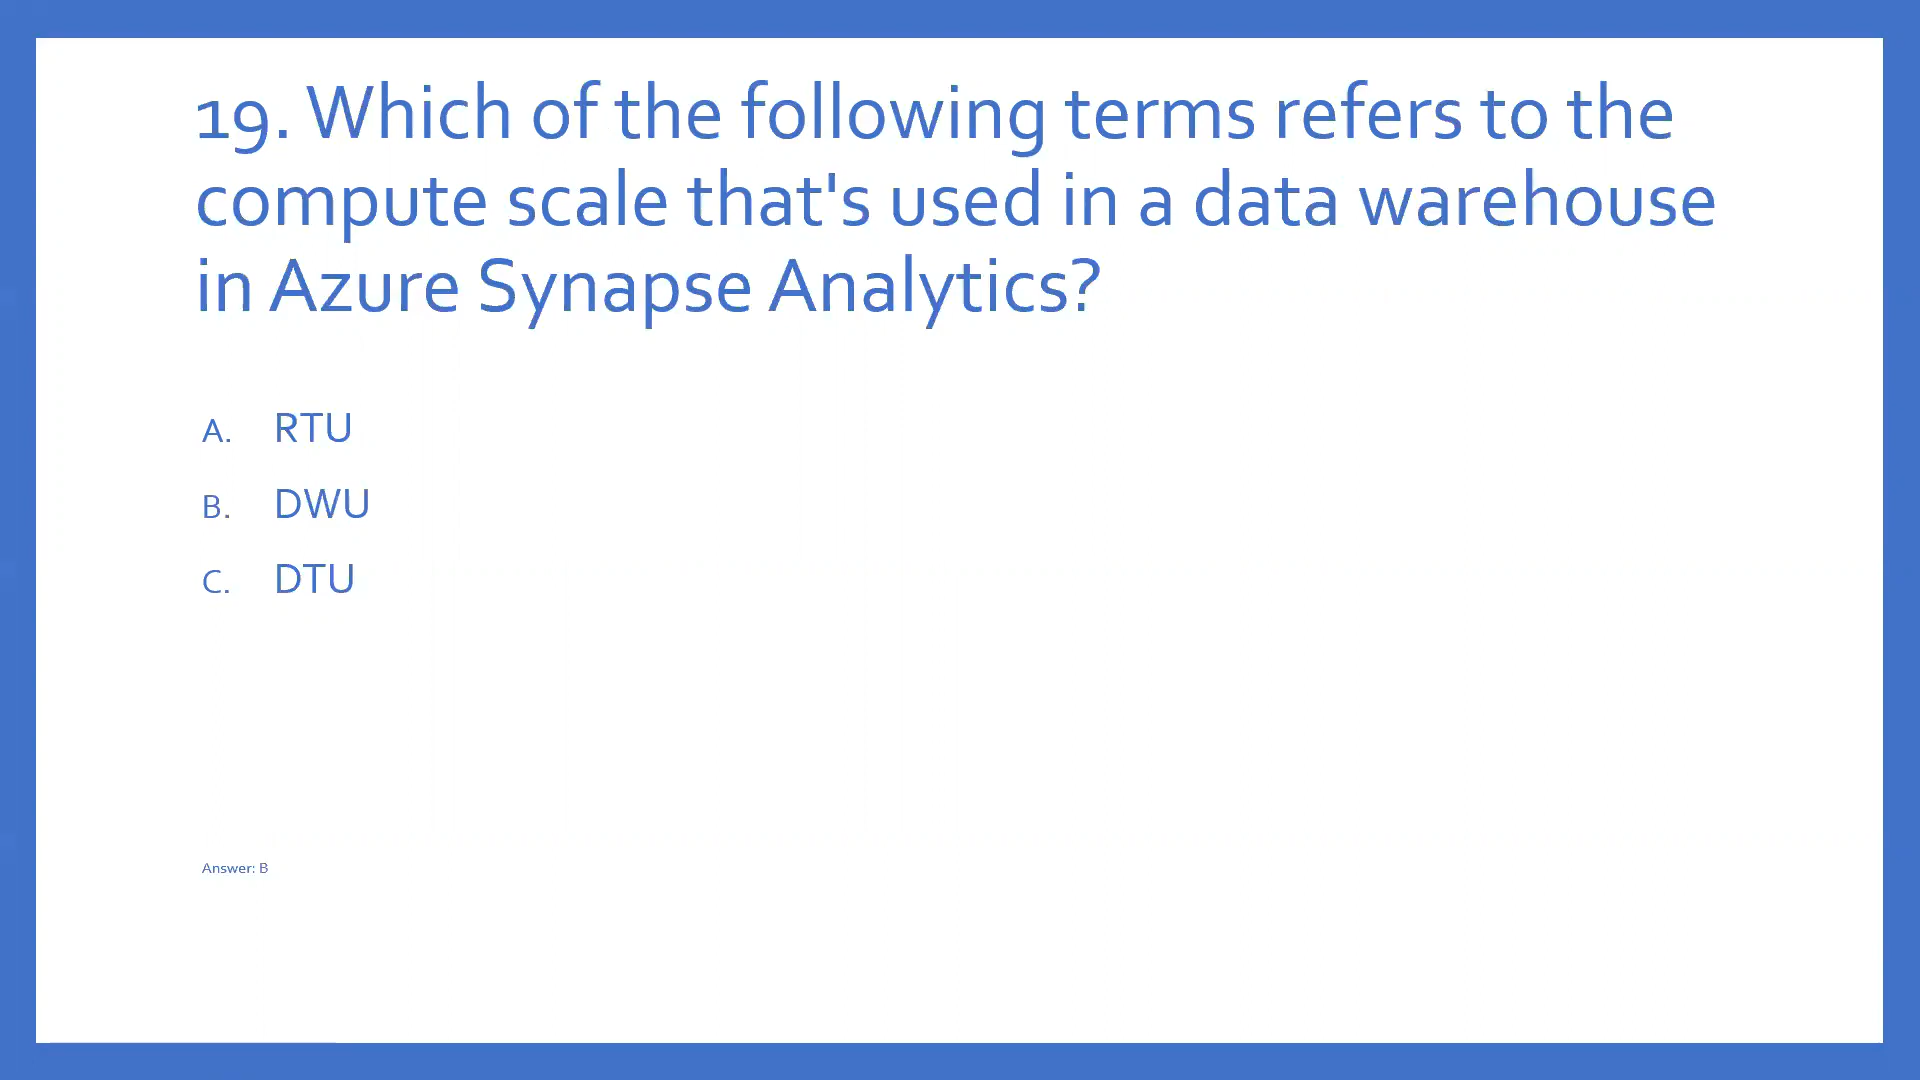 19. Which of the following terms refers to the
compute scale that's used in a data warehouse
in Azure Synapse Analytics?
A. RTU
B. DWU
C. DTU
Answer: B